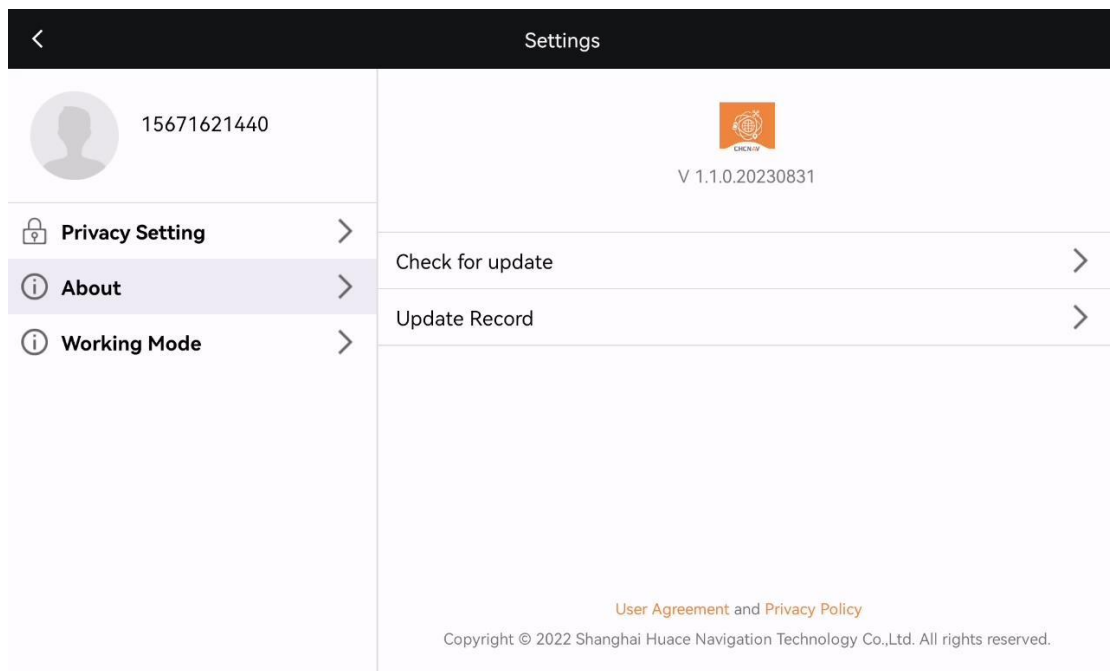 Settings
15671621440
Privacy Setting
About
Working Mode
CHCNAV
V 1.1.0.20230831
Check for update
Update Record
User Agreement and Privacy Policy
Copyright © 2022 Shanghai Huace Navigation Technology Co.,Ltd. All rights reserved.